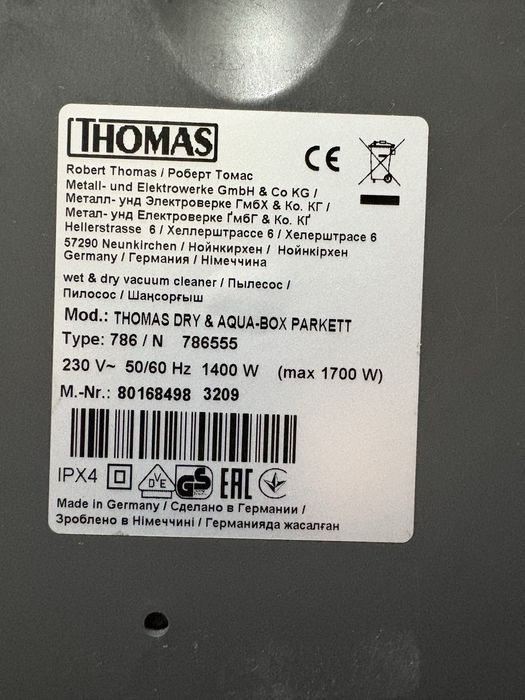 THOMAS
Robert Thomas / Роберт Томас
Metall- und Elektrowerke GmbH & Co KG /
Металл- унд Электроверке ГмбХ & Ко. КГ /
Метал- унд Електроверке ҐмбГ & Ко. КҐ
Hellerstrasse 6 / Хеллерштрассе 6 / Хелерштрасе 6
57290 Neunkirchen / Нойнкирхен / Нойнкірхен
Germany / Германия / Німеччина
wet & dry vacuum cleaner / Пылесос /
Пилосос / Шаңсорғыш
Mod.: THOMAS DRY & AQUA-BOX PARKETT
Type: 786 / N 786555
230 V~ 50/60 Hz 1400 W (max 1700 W)
M.-Nr.: 80168498 3209
IPX4 DVE GS EAC
Made in Germany / Сделано в Германии /
Зроблено в Німеччині / Германияда жасалған
CE